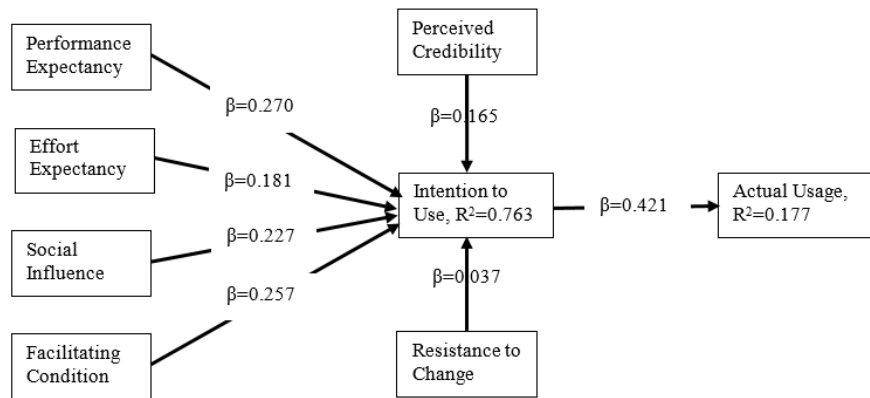 Performance
Expectancy
Perceived
Credibility
β=0.270
β=0.165
Effort
Expectancy
β=0.181
Intention to
Use, R²=0.763
β=0.421
Actual Usage,
R²=0.177
β=0.227
Social
Influence
β=0.257
β=0.037
Facilitating
Condition
Resistance to
Change